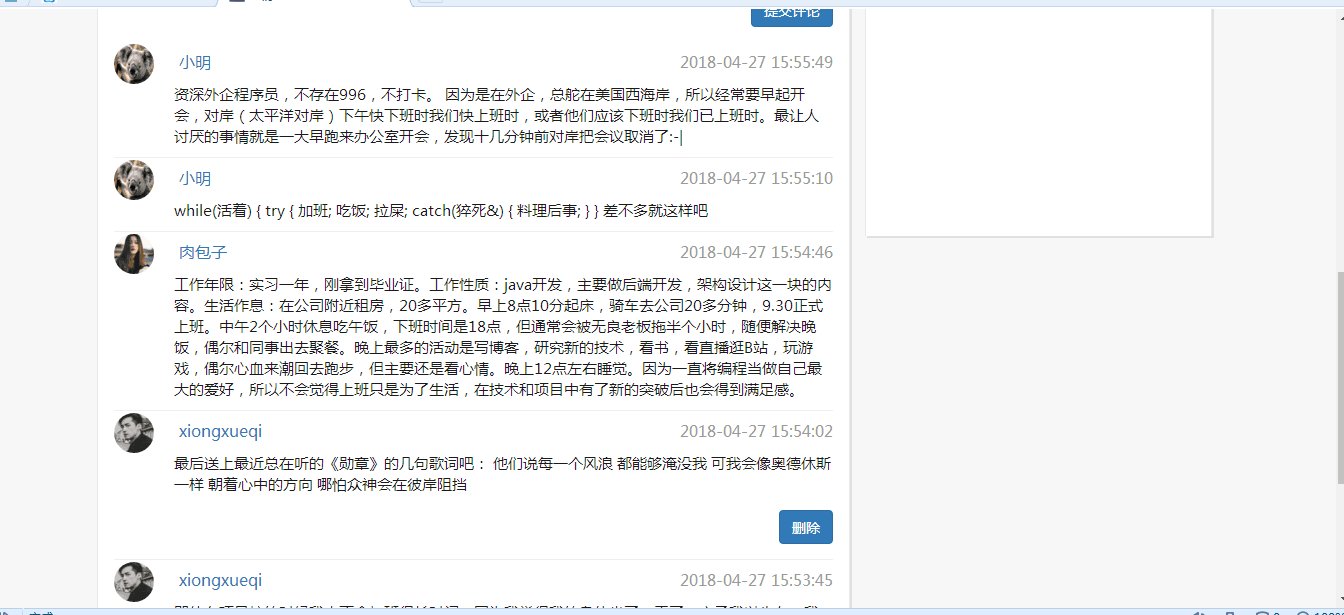 提交评论
小明
2018-04-27 15:55:49
资深外企程序员，不存在996，不打卡。 因为是在外企，总舵在美国西海岸，所以经常要早起开
会，对岸（太平洋对岸）下午快下班时我们快上班时，或者他们应该下班时我们已上班时。最让人
讨厌的事情就是一大早跑来办公室开会，发现十几分钟前对岸把会议取消了:-|
小明
2018-04-27 15:55:10
while(活着) { try { 加班; 吃饭; 拉屎; catch(猝死&) { 料理后事; } } 差不多就这样吧
肉包子
2018-04-27 15:54:46
工作年限：实习一年，刚拿到毕业证。工作性质：java开发，主要做后端开发，架构设计这一块的内
容。生活作息：在公司附近租房，20多平方。早上8点10分起床，骑车去公司20多分钟，9.30正式
上班。中午2个小时休息吃午饭，下班时间是18点，但通常会被无良老板拖半个小时，随便解决晚
饭，偶尔和同事出去聚餐。晚上最多的活动是写博客，研究新的技术，看书，看直播逛B站，玩游
戏，偶尔心血来潮回去跑步，但主要还是看心情。晚上12点左右睡觉。因为一直将编程当做自己最
大的爱好，所以不会觉得上班只是为了生活，在技术和项目中有了新的突破后也会得到满足感。
xiongxueqi
2018-04-27 15:54:02
最后送上最近总在听的《勋章》的几句歌词吧： 他们说每一个风浪 都能够淹没我 可我会像奥德休斯
一样 朝着心中的方向 哪怕众神会在彼岸阻挡
删除
xiongxueqi
2018-04-27 15:53:45